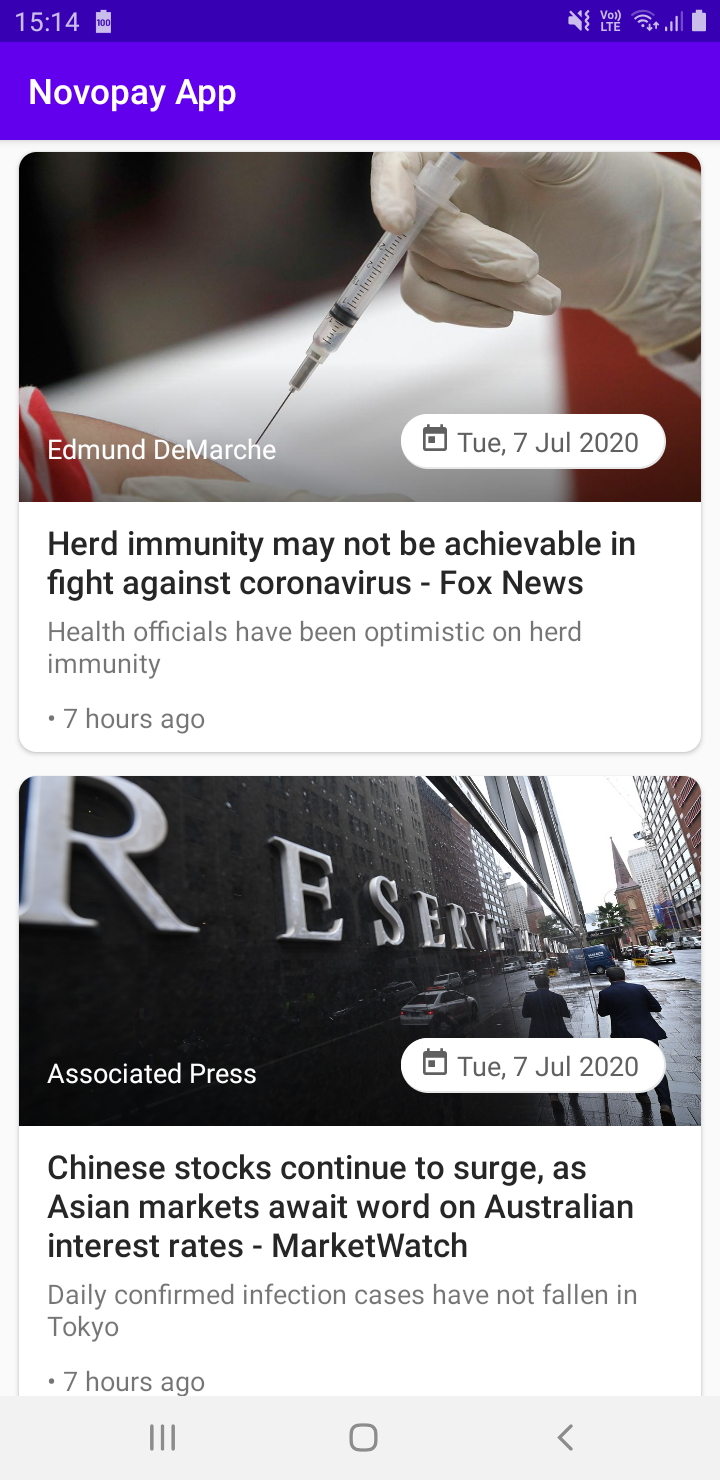 15:14
100
Vo))
LTE
Novopay App
Edmund DeMarche
Tue, 7 Jul 2020
Herd immunity may not be achievable in
fight against coronavirus - Fox News
Health officials have been optimistic on herd
immunity
• 7 hours ago
RESERVE
Associated Press
Tue, 7 Jul 2020
Chinese stocks continue to surge, as
Asian markets await word on Australian
interest rates - MarketWatch
Daily confirmed infection cases have not fallen in
Tokyo
• 7 hours ago